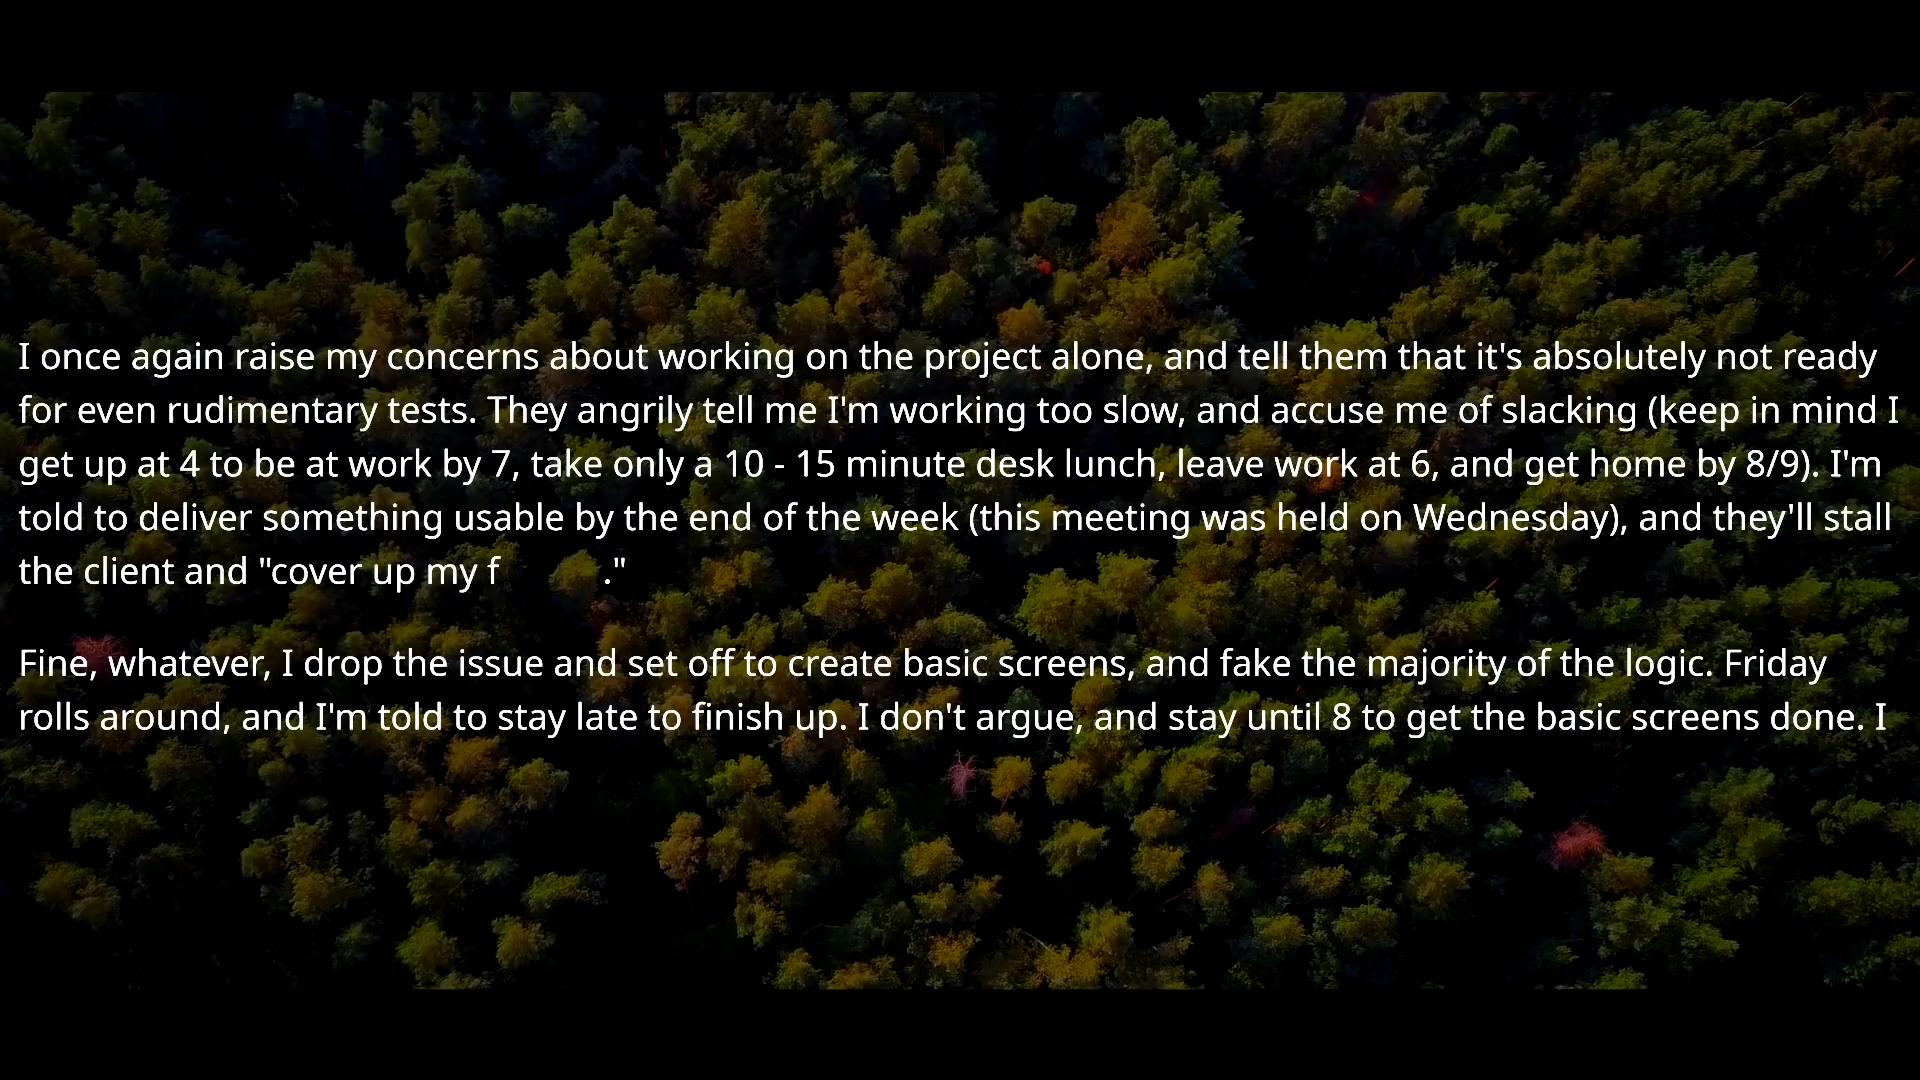 I once again raise my concerns about working on the project alone, and tell them that it's absolutely not ready
for even rudimentary tests. They angrily tell me I'm working too slow, and accuse me of slacking (keep in mind I
get up at 4 to be at work by 7, take only a 10 - 15 minute desk lunch, leave work at 6, and get home by 8/9). I'm
told to deliver something usable by the end of the week (this meeting was held on Wednesday), and they'll stall
the client and "cover up my f ."
Fine, whatever, I drop the issue and set off to create basic screens, and fake the majority of the logic. Friday
rolls around, and I'm told to stay late to finish up. I don't argue, and stay until 8 to get the basic screens done. I